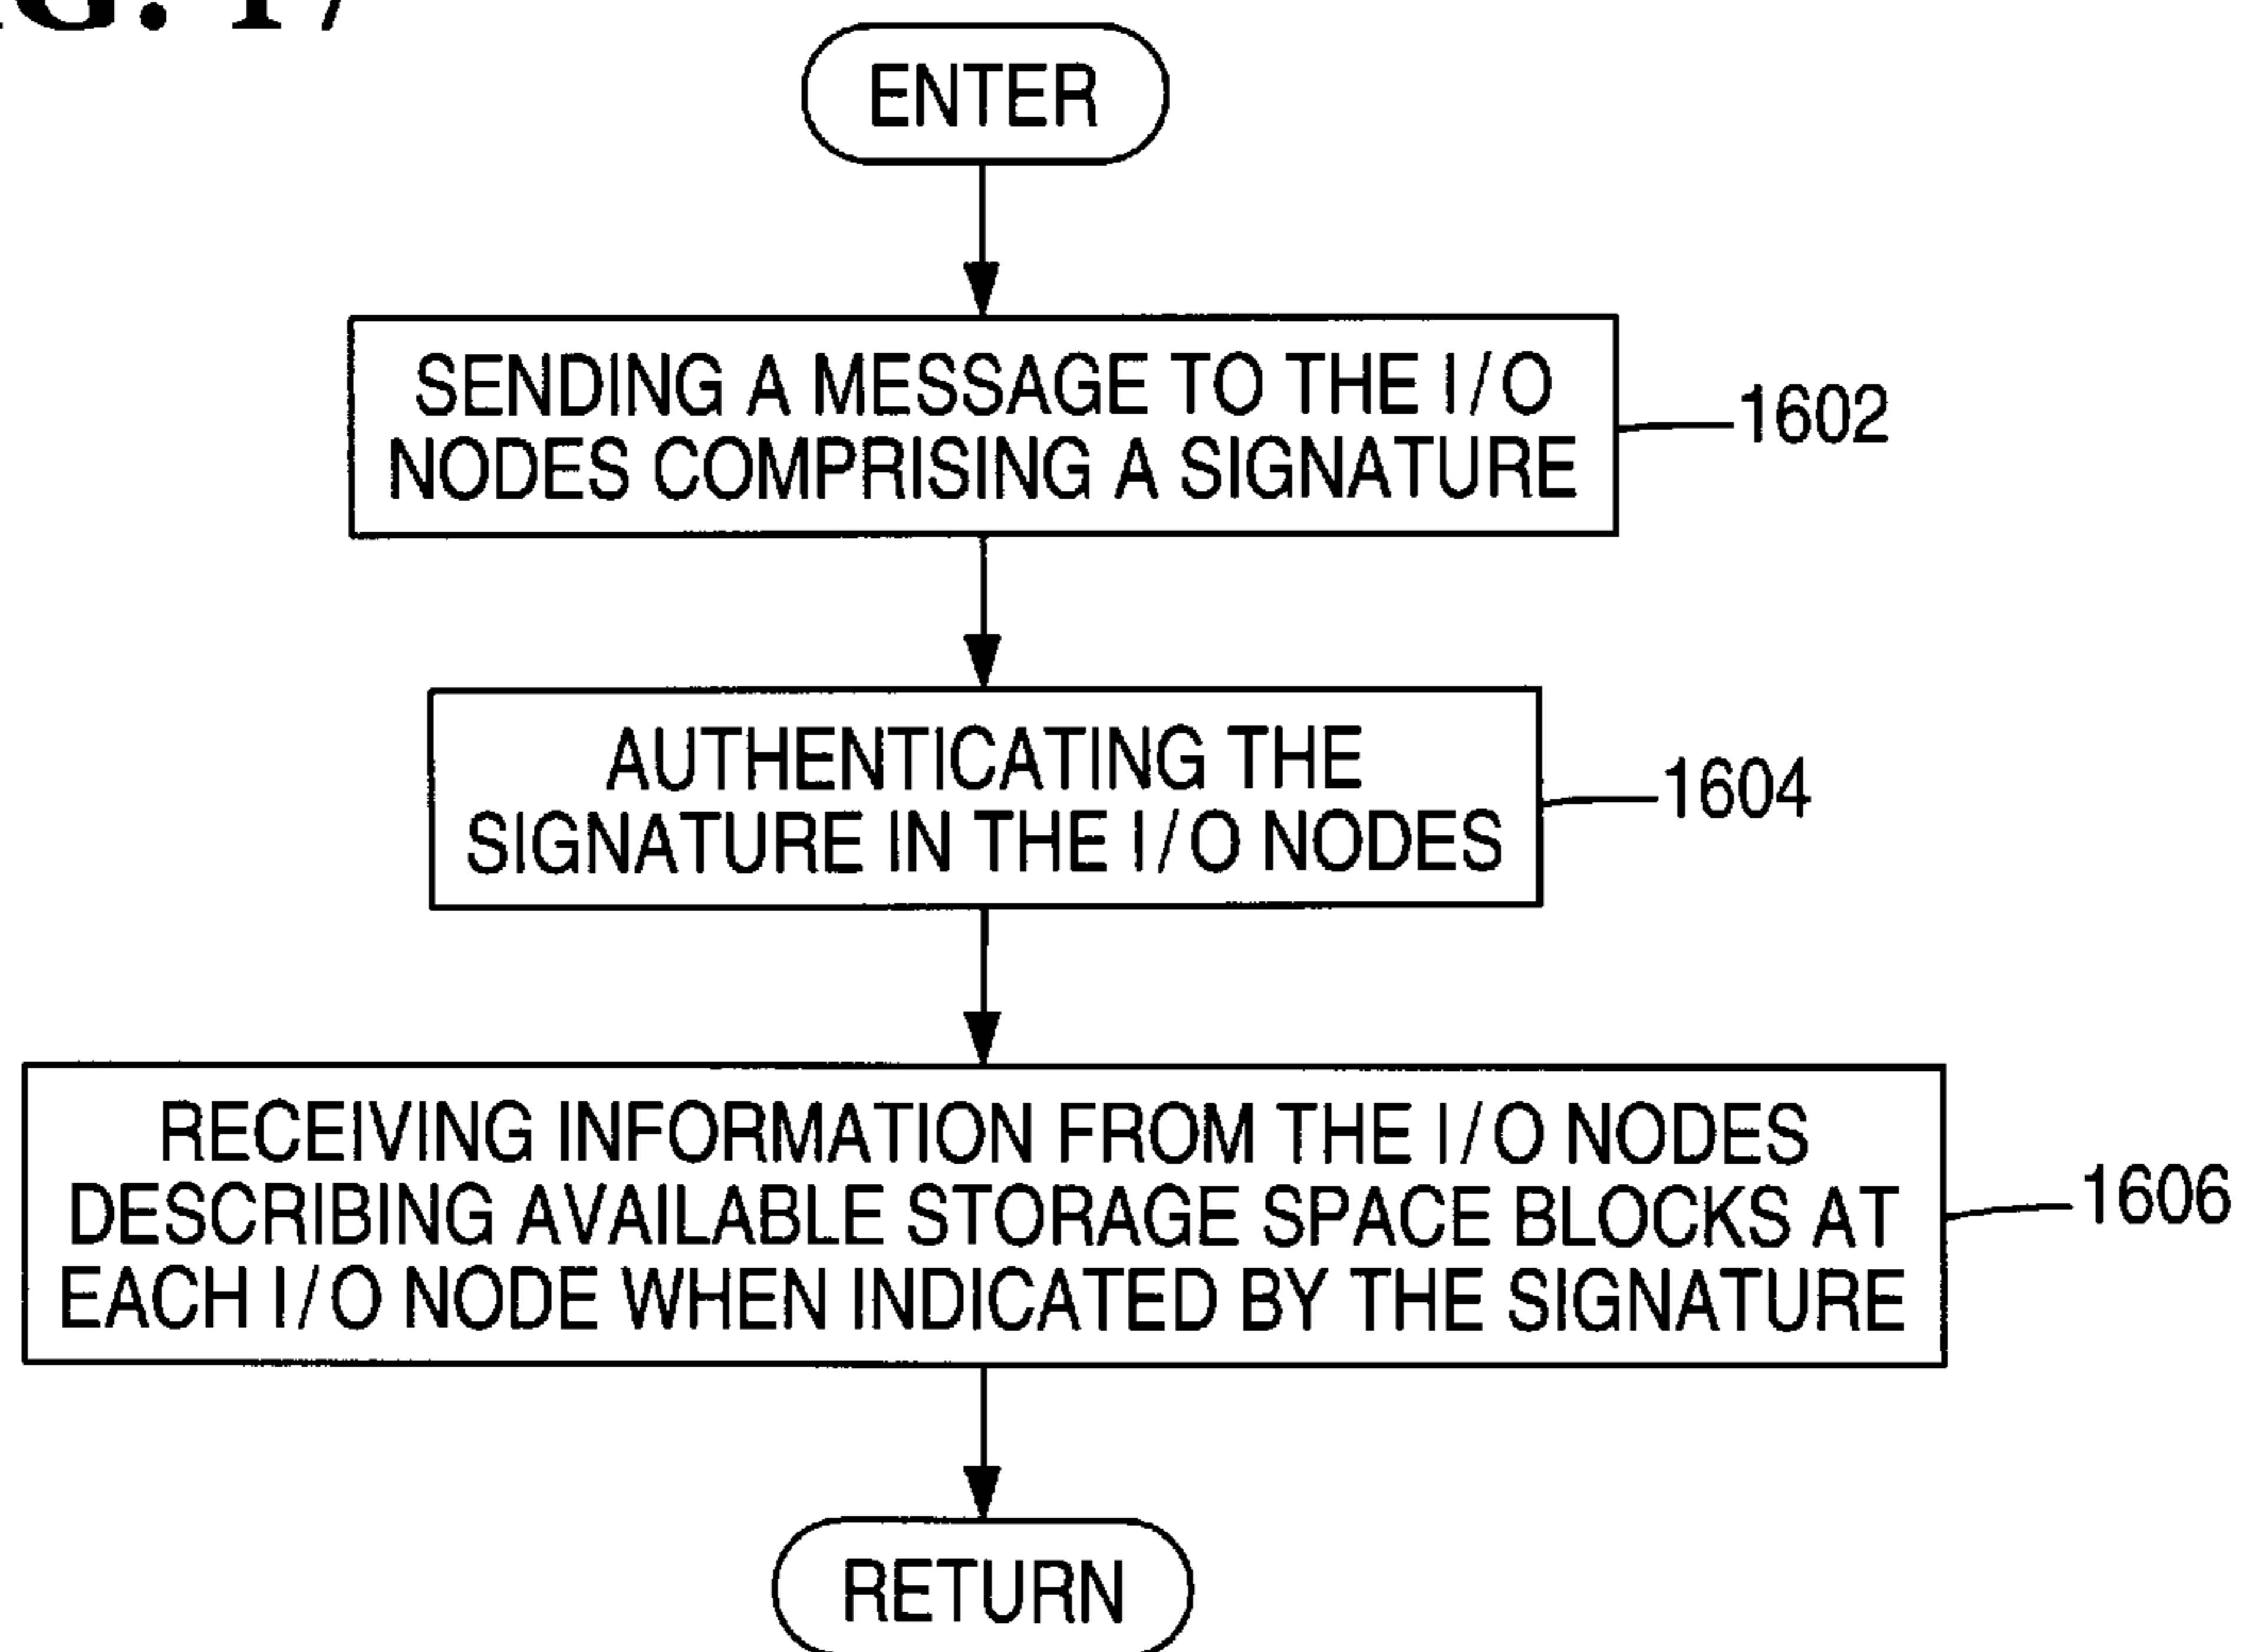 G. 17
ENTER
SENDING A MESSAGE TO THE I/O
NODES COMPRISING A SIGNATURE
1602
AUTHENTICATING THE
SIGNATURE IN THE I/O NODES
1604
RECEIVING INFORMATION FROM THE I/O NODES
DESCRIBING AVAILABLE STORAGE SPACE BLOCKS AT
EACH I/O NODE WHEN INDICATED BY THE SIGNATURE
1606
RETURN